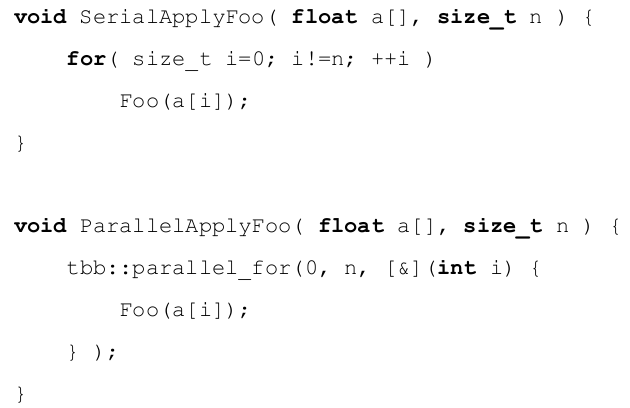 void SerialApplyFoo( float a[], size_t n ) {
    for( size_t i=0; i!=n; ++i )
        Foo(a[i]);
}

void ParallelApplyFoo( float a[], size_t n ) {
    tbb::parallel_for(0, n, [&](int i) {
        Foo(a[i]);
    } );
}